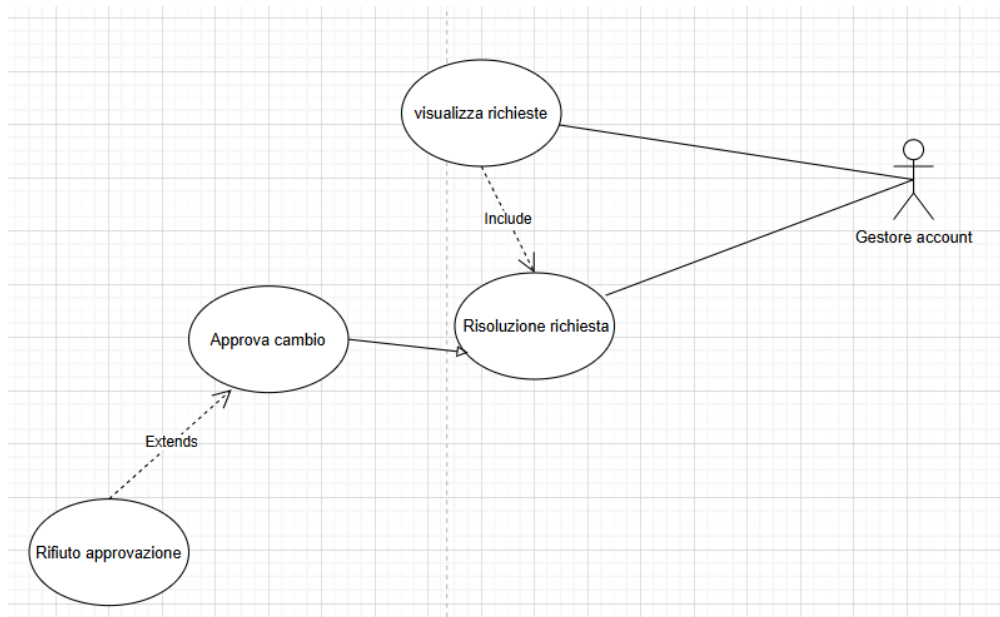 visualizza richieste
Include
Gestore account
Risoluzione richiesta
Approva cambio
Extends
Rifiuto approvazione